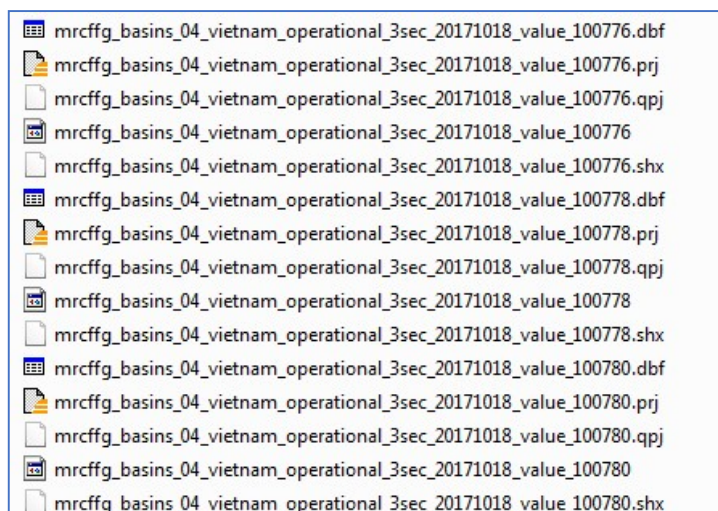 mrcffg_basins_04_vietnam_operational_3sec_20171018_value_100776.dbf
mrcffg_basins_04_vietnam_operational_3sec_20171018_value_100776.prj
mrcffg_basins_04_vietnam_operational_3sec_20171018_value_100776.qpj
mrcffg_basins_04_vietnam_operational_3sec_20171018_value_100776
mrcffg_basins_04_vietnam_operational_3sec_20171018_value_100776.shx
mrcffg_basins_04_vietnam_operational_3sec_20171018_value_100778.dbf
mrcffg_basins_04_vietnam_operational_3sec_20171018_value_100778.prj
mrcffg_basins_04_vietnam_operational_3sec_20171018_value_100778.qpj
mrcffg_basins_04_vietnam_operational_3sec_20171018_value_100778
mrcffg_basins_04_vietnam_operational_3sec_20171018_value_100778.shx
mrcffg_basins_04_vietnam_operational_3sec_20171018_value_100780.dbf
mrcffg_basins_04_vietnam_operational_3sec_20171018_value_100780.prj
mrcffg_basins_04_vietnam_operational_3sec_20171018_value_100780.qpj
mrcffg_basins_04_vietnam_operational_3sec_20171018_value_100780
mrcffg_basins_04_vietnam_operational_3sec_20171018_value_100780.shx